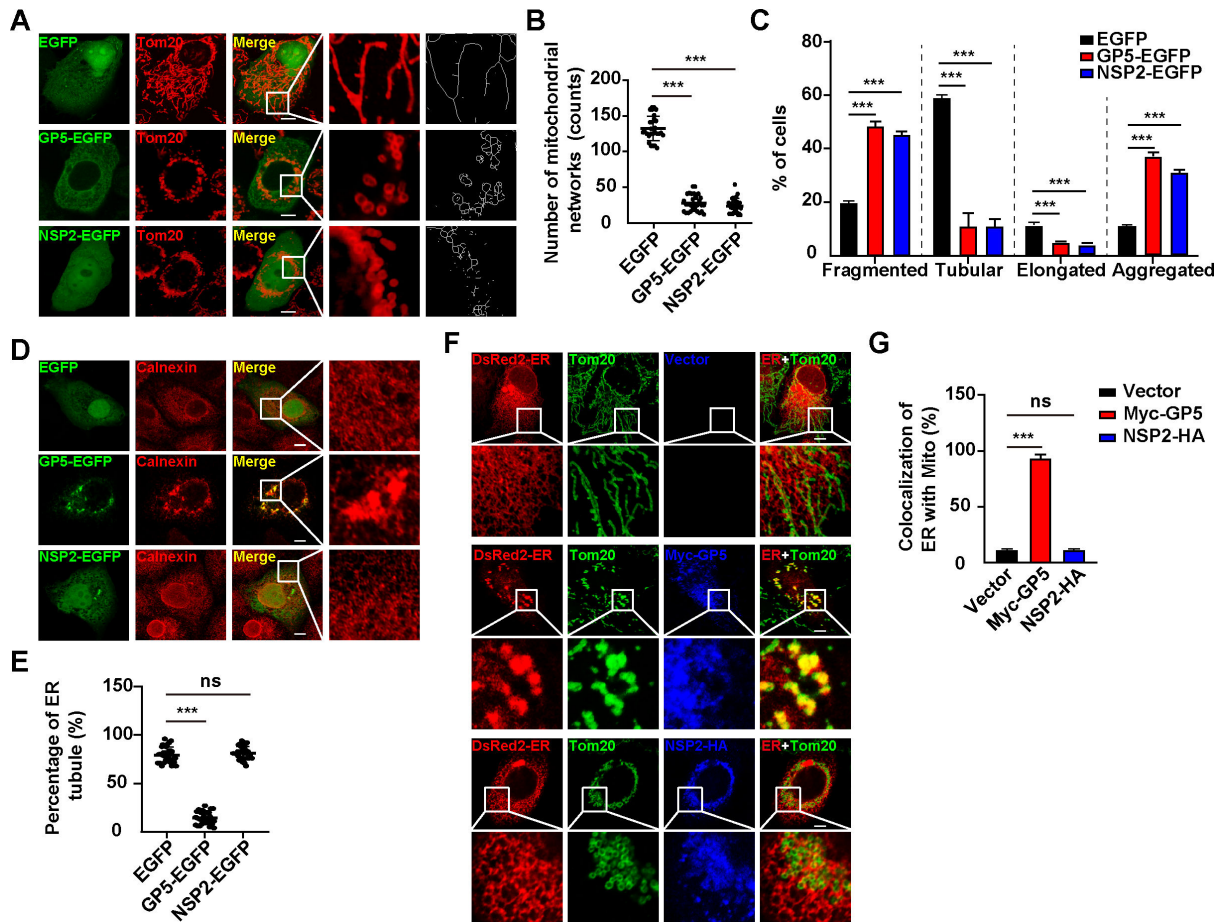 A
EGFP Tom20 Merge
GP5-EGFP Tom20 Merge
NSP2-EGFP Tom20 Merge
B
Number of mitochondrial
networks (counts)
200
150
100
50
0
***
***
EGFP
GP5-EGFP
NSP2-EGFP
C
EGFP
GP5-EGFP
NSP2-EGFP
% of cells
80
60
40
20
0
***
***
***
***
***
***
***
***
Fragmented Tubular Elongated Aggregated
D
EGFP Calnexin Merge
GP5-EGFP Calnexin Merge
NSP2-EGFP Calnexin Merge
E
Percentage of ER
tubule (%)
150
100
50
0
ns
***
EGFP
GP5-EGFP
NSP2-EGFP
F
DsRed2-ER Tom20 Vector ER+Tom20
DsRed2-ER Tom20 Myc-GP5 ER+Tom20
DsRed2-ER Tom20 NSP2-HA ER+Tom20
G
Colocalization of
ER with Mito (%)
150
100
50
0
ns
***
Vector
Myc-GP5
NSP2-HA
Vector
Myc-GP5
NSP2-HA